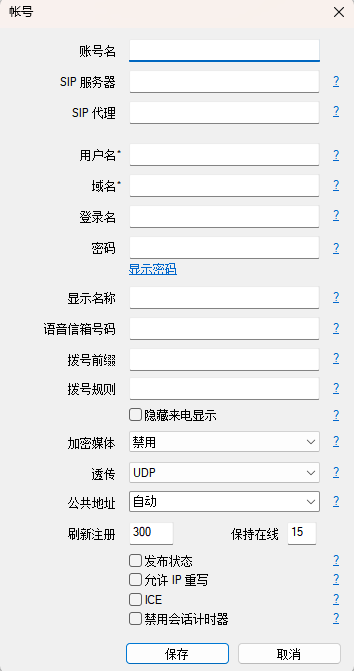 帐号
账号名
SIP 服务器 ?
SIP 代理 ?
用户名* ?
域名* ?
登录名 ?
密码 ?
显示密码
显示名称 ?
语音信箱号码 ?
拨号前缀 ?
拨号规则 ?
隐藏来电显示 ?
加密媒体 禁用 ?
透传 UDP ?
公共地址 自动 ?
刷新注册 300 保持在线 15 ?
发布状态 ?
允许 IP 重写 ?
ICE ?
禁用会话计时器 ?
保存 取消